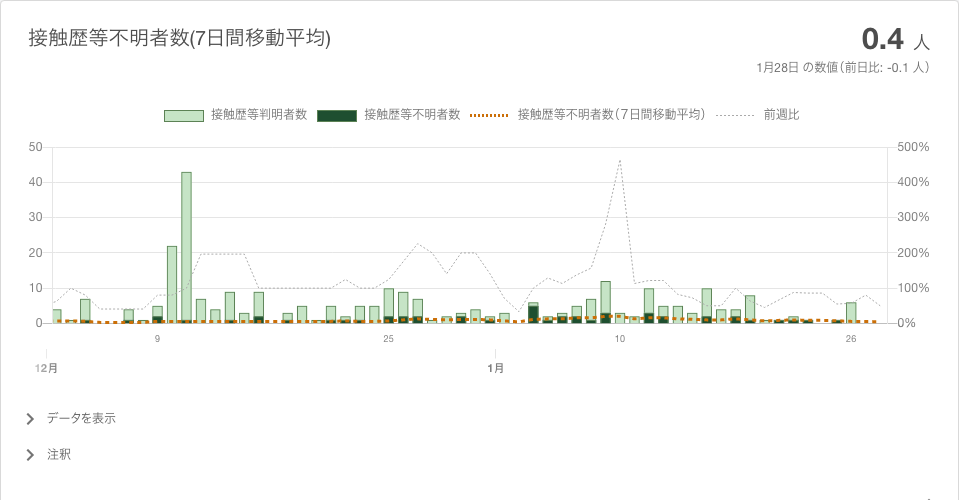 接触歴等不明者数(7日間移動平均)
0.4 人
1月28日 の数値(前日比: -0.1 人)
接触歴等判明者数 接触歴等不明者数 接触歴等不明者数(7日間移動平均) 前週比
50 500%
40 400%
30 300%
20 200%
10 100%
0 0%
9 25 10 26
12月 1月
データを表示
注釈